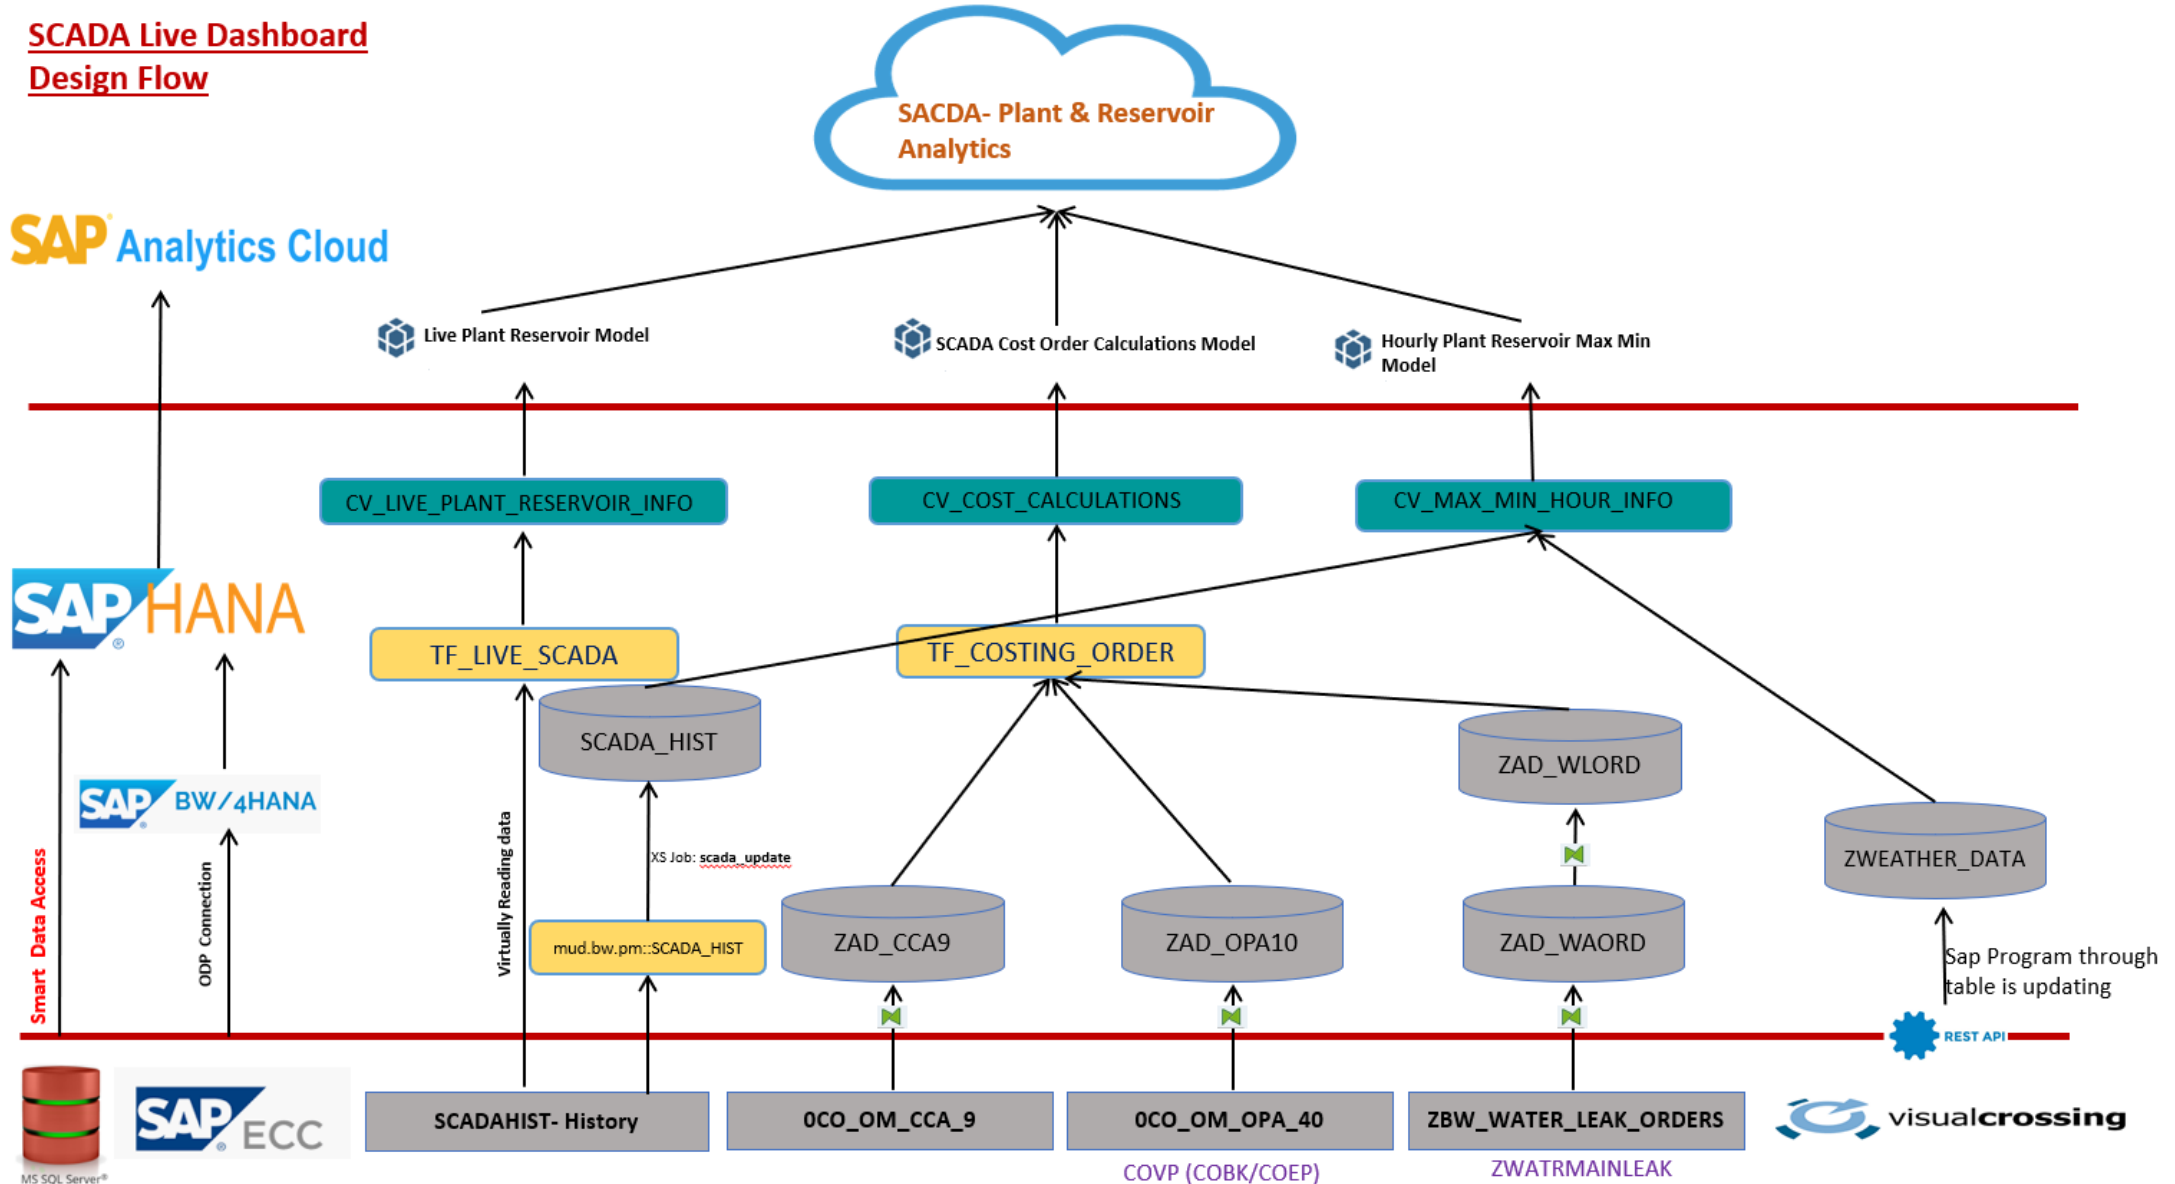 SCADA Live Dashboard
Design Flow
SACDA- Plant & Reservoir
Analytics
SAP® Analytics Cloud
Live Plant Reservoir Model
SCADA Cost Order Calculations Model
Hourly Plant Reservoir Max Min
Model
CV_LIVE_PLANT_RESERVOIR_INFO
CV_COST_CALCULATIONS
CV_MAX_MIN_HOUR_INFO
SAP® HANA
TF_LIVE_SCADA
TF_COSTING_ORDER
SCADA_HIST
ZAD_WLORD
SAP® BW/4HANA
ZWEATHER_DATA
XS Job: scada_update
Smart Data Access
ODP Connection
Virtually Reading data
mud.bw.pm::SCADA_HIST
ZAD_CCA9
ZAD_OPA10
ZAD_WAORD
Sap Program through
table is updating
REST API
MS SQL Server®
SAP® ECC
SCADAHIST- History
0CO_OM_CCA_9
0CO_OM_OPA_40
ZBW_WATER_LEAK_ORDERS
visualcrossing
COVP (COBK/COEP)
ZWATRMAINLEAK